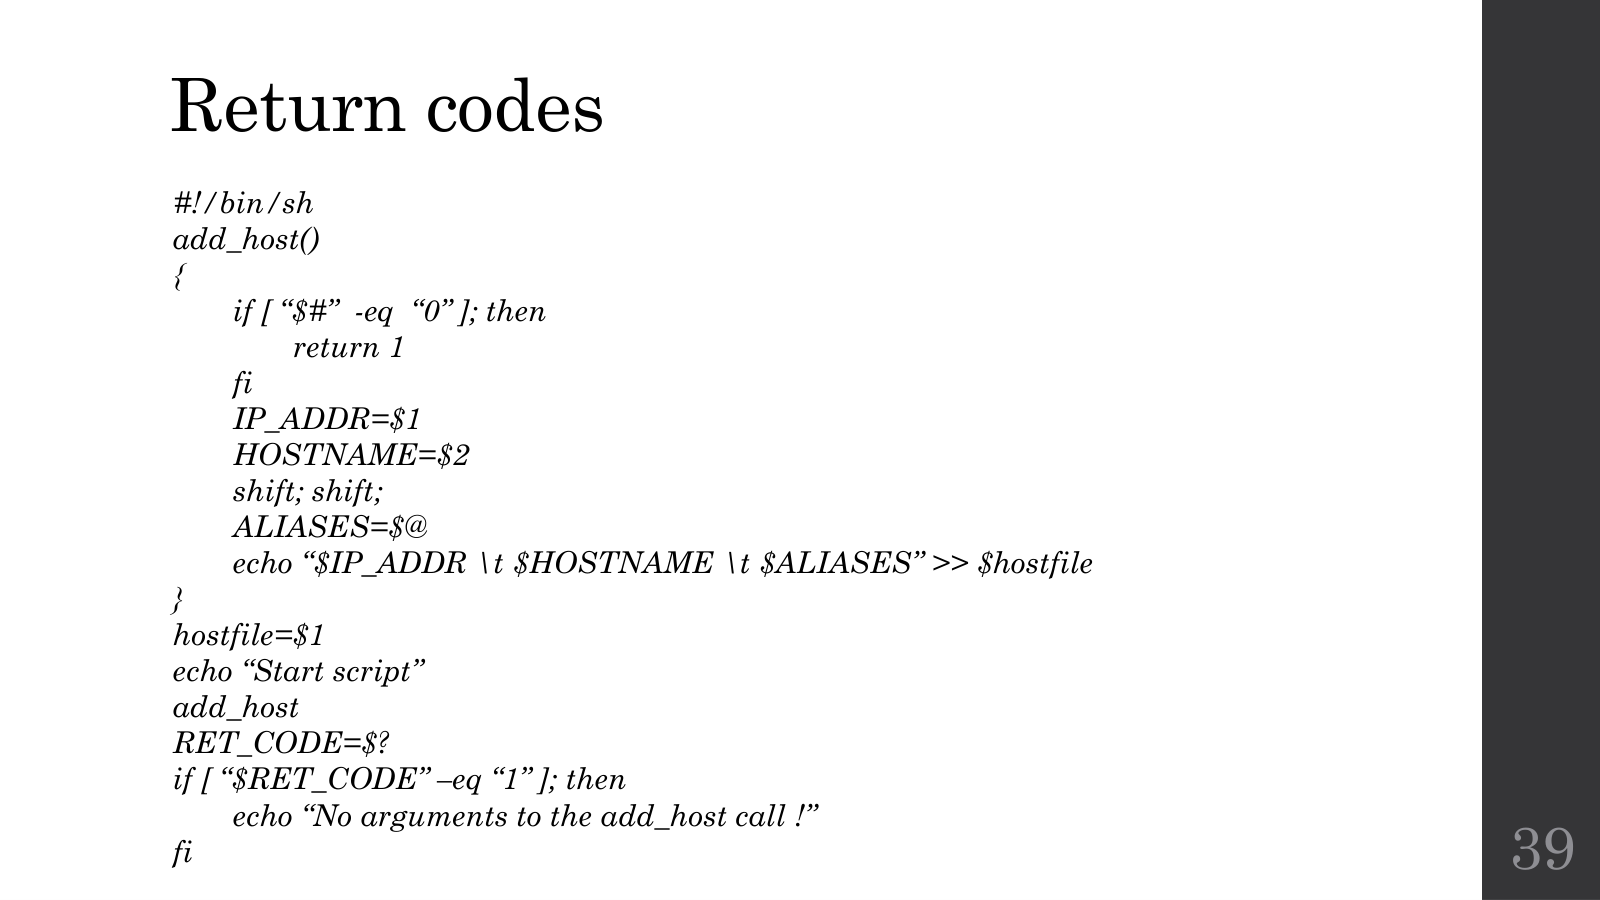 Return codes
#!/bin/sh
add_host()
{
if [ “$#”  -eq  “0” ]; then
return 1
fi
IP_ADDR=$1
HOSTNAME=$2
shift; shift;
ALIASES=$@
echo “$IP_ADDR \t $HOSTNAME \t $ALIASES” >> $hostfile
}
hostfile=$1
echo “Start script”
add_host
RET_CODE=$?
if [ “$RET_CODE” –eq “1” ]; then
echo “No arguments to the add_host call !”
fi
39